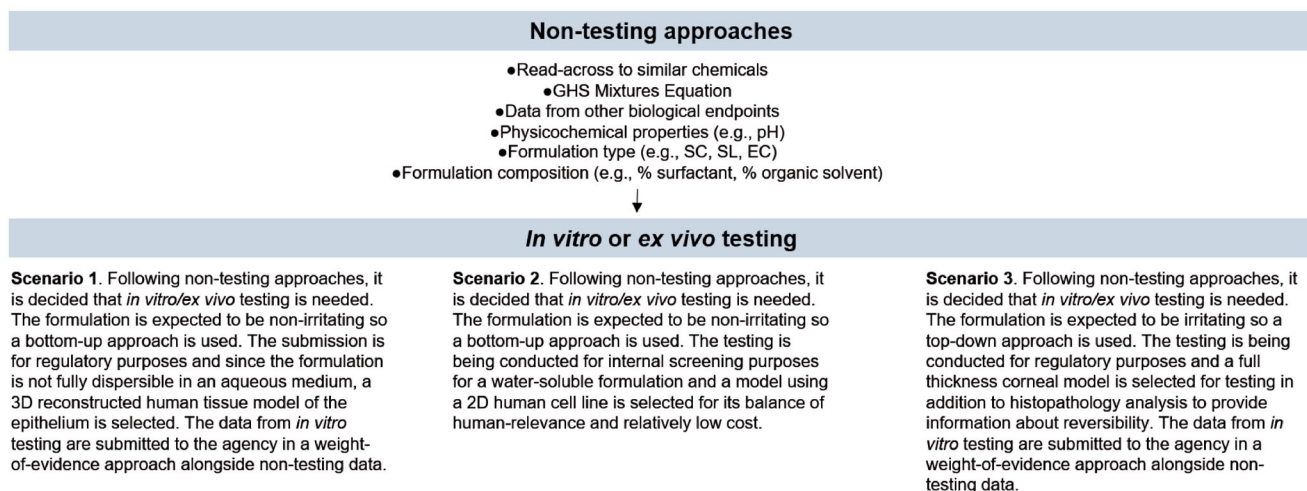 Non-testing approaches
●Read-across to similar chemicals
●GHS Mixtures Equation
●Data from other biological endpoints
●Physicochemical properties (e.g., pH)
●Formulation type (e.g., SC, SL, EC)
●Formulation composition (e.g., % surfactant, % organic solvent)
In vitro or ex vivo testing
Scenario 1. Following non-testing approaches, it
is decided that in vitro/ex vivo testing is needed.
The formulation is expected to be non-irritating so
a bottom-up approach is used. The submission is
for regulatory purposes and since the formulation
is not fully dispersible in an aqueous medium, a
3D reconstructed human tissue model of the
epithelium is selected. The data from in vitro
testing are submitted to the agency in a weight-
of-evidence approach alongside non-testing data.
Scenario 2. Following non-testing approaches, it
is decided that in vitro/ex vivo testing is needed.
The formulation is expected to be non-irritating so
a bottom-up approach is used. The testing is
being conducted for internal screening purposes
for a water-soluble formulation and a model using
a 2D human cell line is selected for its balance of
human-relevance and relatively low cost.
Scenario 3. Following non-testing approaches, it
is decided that in vitro/ex vivo testing is needed.
The formulation is expected to be irritating so a
top-down approach is used. The testing is being
conducted for regulatory purposes and a full
thickness corneal model is selected for testing in
addition to histopathology analysis to provide
information about reversibility. The data from in
vitro testing are submitted to the agency in a
weight-of-evidence approach alongside non-
testing data.